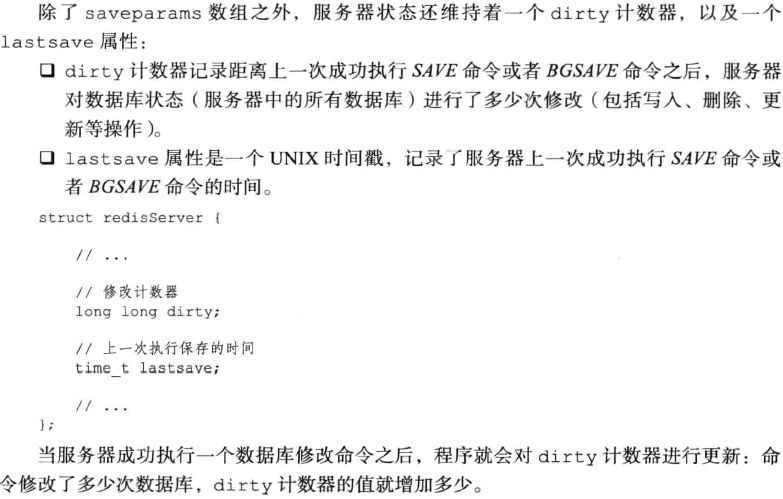 除了 saveparams 数组之外，服务器状态还维持着一个 dirty 计数器，以及一个
lastsave 属性：
❑ dirty 计数器记录距离上一次成功执行 SAVE 命令或者 BGSAVE 命令之后，服务器
对数据库状态（服务器中的所有数据库）进行了多少次修改（包括写入、删除、更
新等操作）。
❑ lastsave 属性是一个 UNIX 时间戳，记录了服务器上一次成功执行 SAVE 命令或
者 BGSAVE 命令的时间。
struct redisServer {
// ...
// 修改计数器
long long dirty;
// 上一次执行保存的时间
time_t lastsave;
// ...
};
当服务器成功执行一个数据库修改命令之后，程序就会对 dirty 计数器进行更新：命
令修改了多少次数据库，dirty 计数器的值就增加多少。